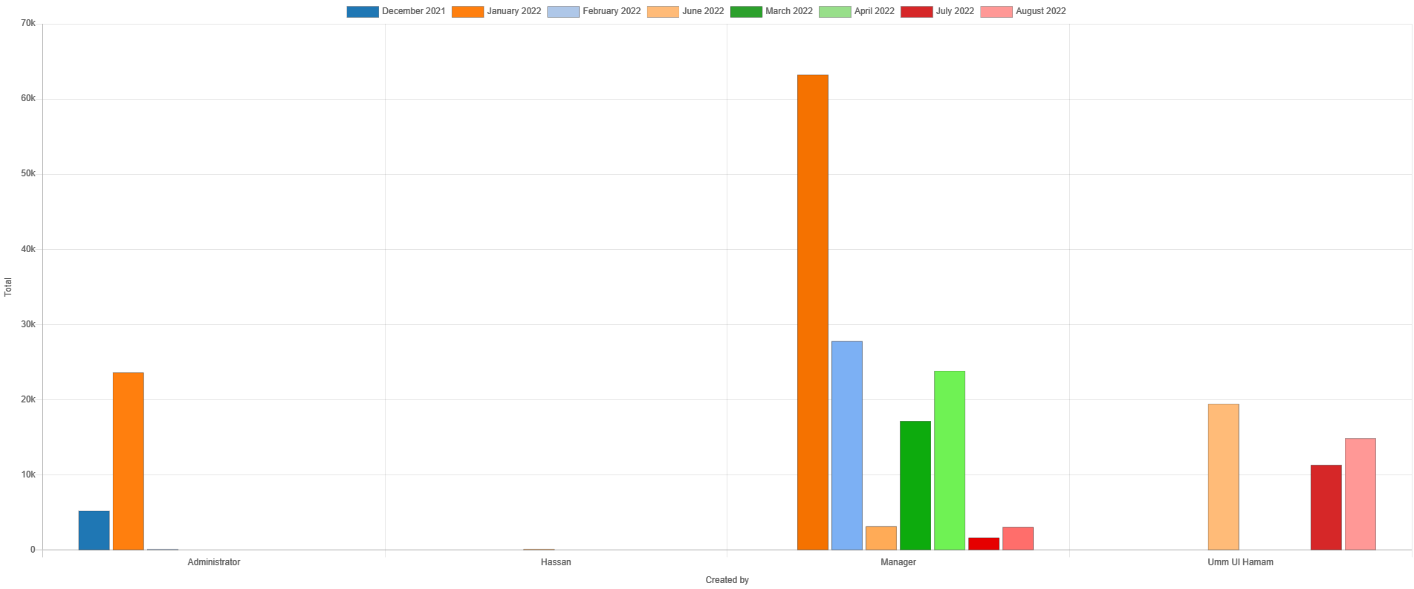 December 2021 January 2022 February 2022 June 2022 March 2022 April 2022 July 2022 August 2022
70k
60k
50k
40k
30k
20k
10k
0
Total
Administrator Hassan Manager Umm Ul Hamam
Created by